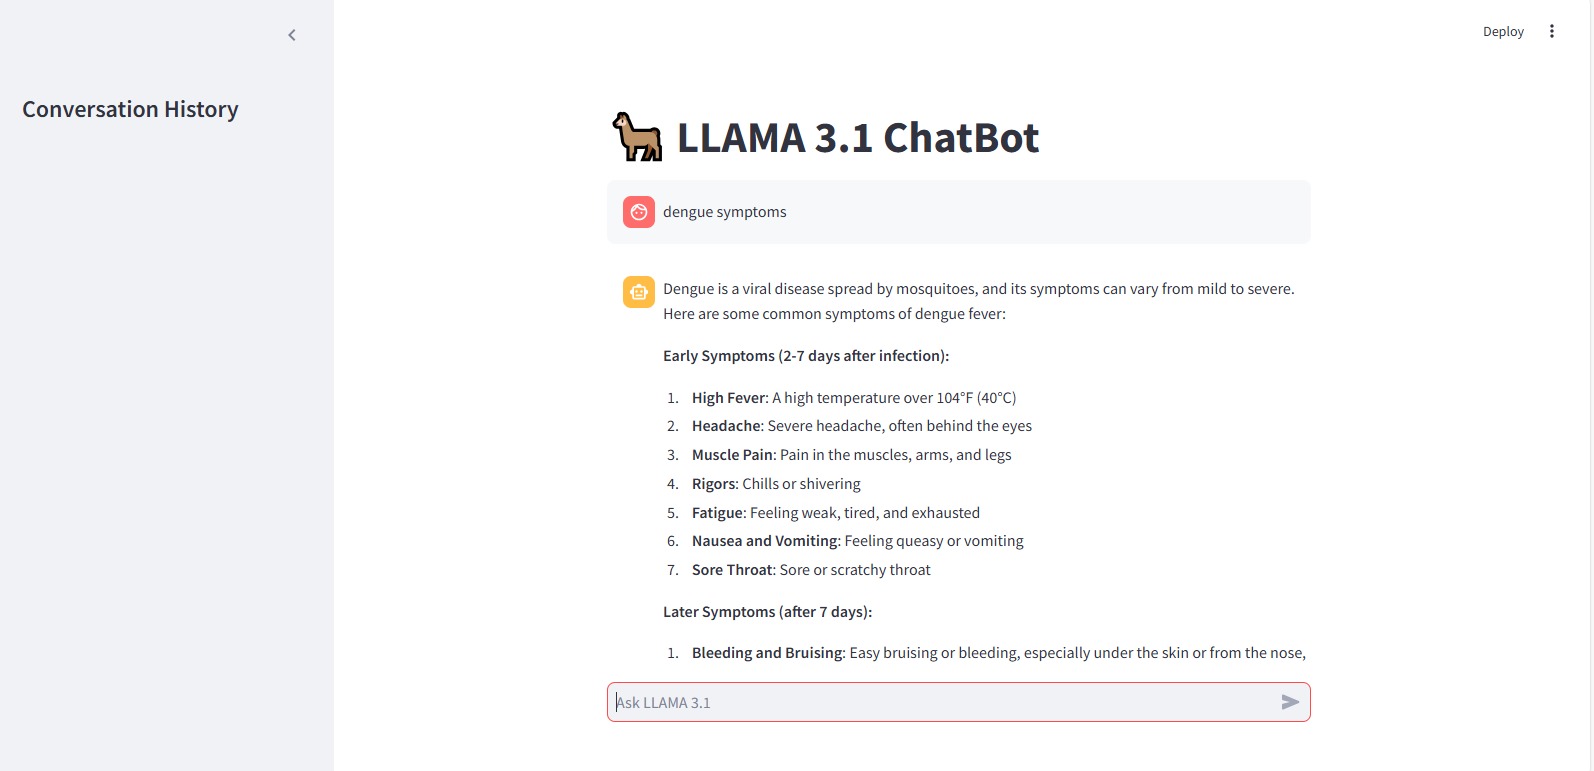 Deploy
Conversation History
LLAMA 3.1 ChatBot
dengue symptoms
Dengue is a viral disease spread by mosquitoes, and its symptoms can vary from mild to severe.
Here are some common symptoms of dengue fever:
Early Symptoms (2-7 days after infection):
1. High Fever: A high temperature over 104°F (40°C)
2. Headache: Severe headache, often behind the eyes
3. Muscle Pain: Pain in the muscles, arms, and legs
4. Rigors: Chills or shivering
5. Fatigue: Feeling weak, tired, and exhausted
6. Nausea and Vomiting: Feeling queasy or vomiting
7. Sore Throat: Sore or scratchy throat
Later Symptoms (after 7 days):
1. Bleeding and Bruising: Easy bruising or bleeding, especially under the skin or from the nose,
Ask LLAMA 3.1